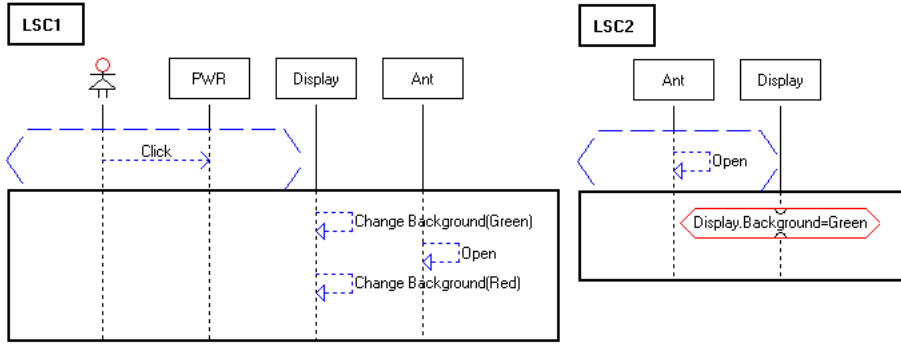 LSC1
PWR
Display
Ant
Click
Change Background(Green)
Open
Change Background(Red)
LSC2
Ant
Display
Open
Display.Background=Green